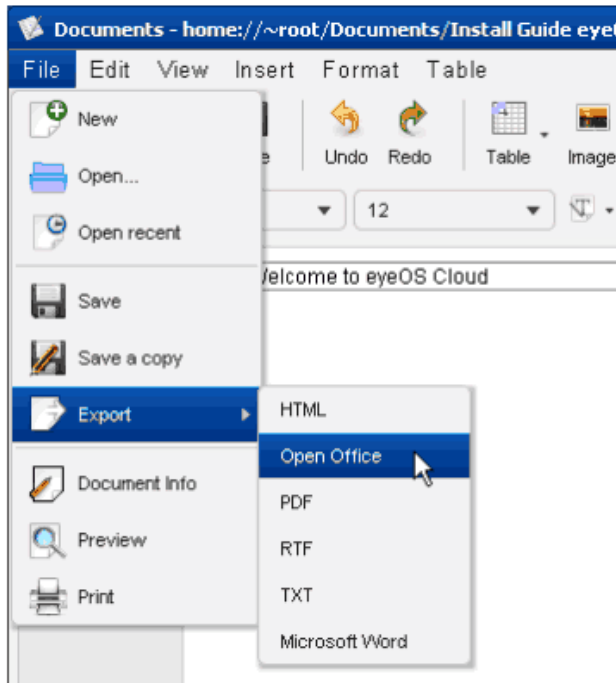 Documents - home://~root/Documents/Install Guide eye
File Edit View Insert Format Table
New
Undo Redo Table Image
Open...
12
Open recent
Welcome to eyeOS Cloud
Save
Save a copy
Export
HTML
Open Office
Document Info
PDF
Preview
RTF
Print
TXT
Microsoft Word